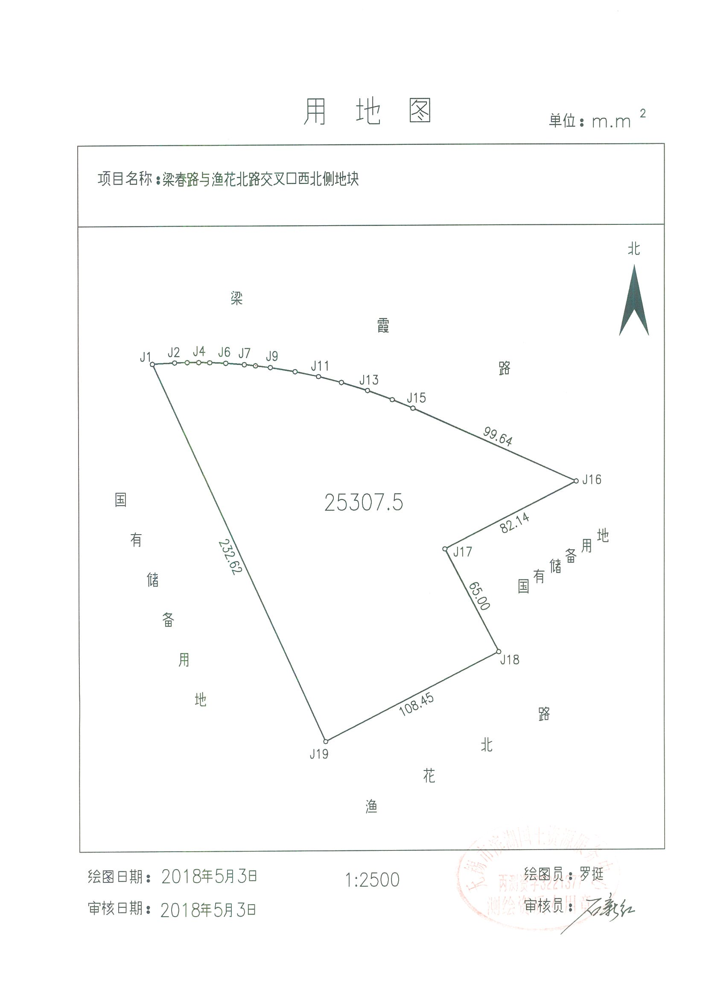 用 地 图
单位：m.m²
项目名称：梁春路与渔花北路交叉口西北侧地块
北
梁霞路
J1
J2
J4
J6
J7
J9
J11
J13
J15
99.64
J16
25307.5
82.14
J17
国有储备用地
232.62
65.00
国有储备用地
J18
108.45
J19
渔花北路
绘图日期：2018年5月3日
1:2500
绘图员：罗挺
审核日期：2018年5月3日
审核员：